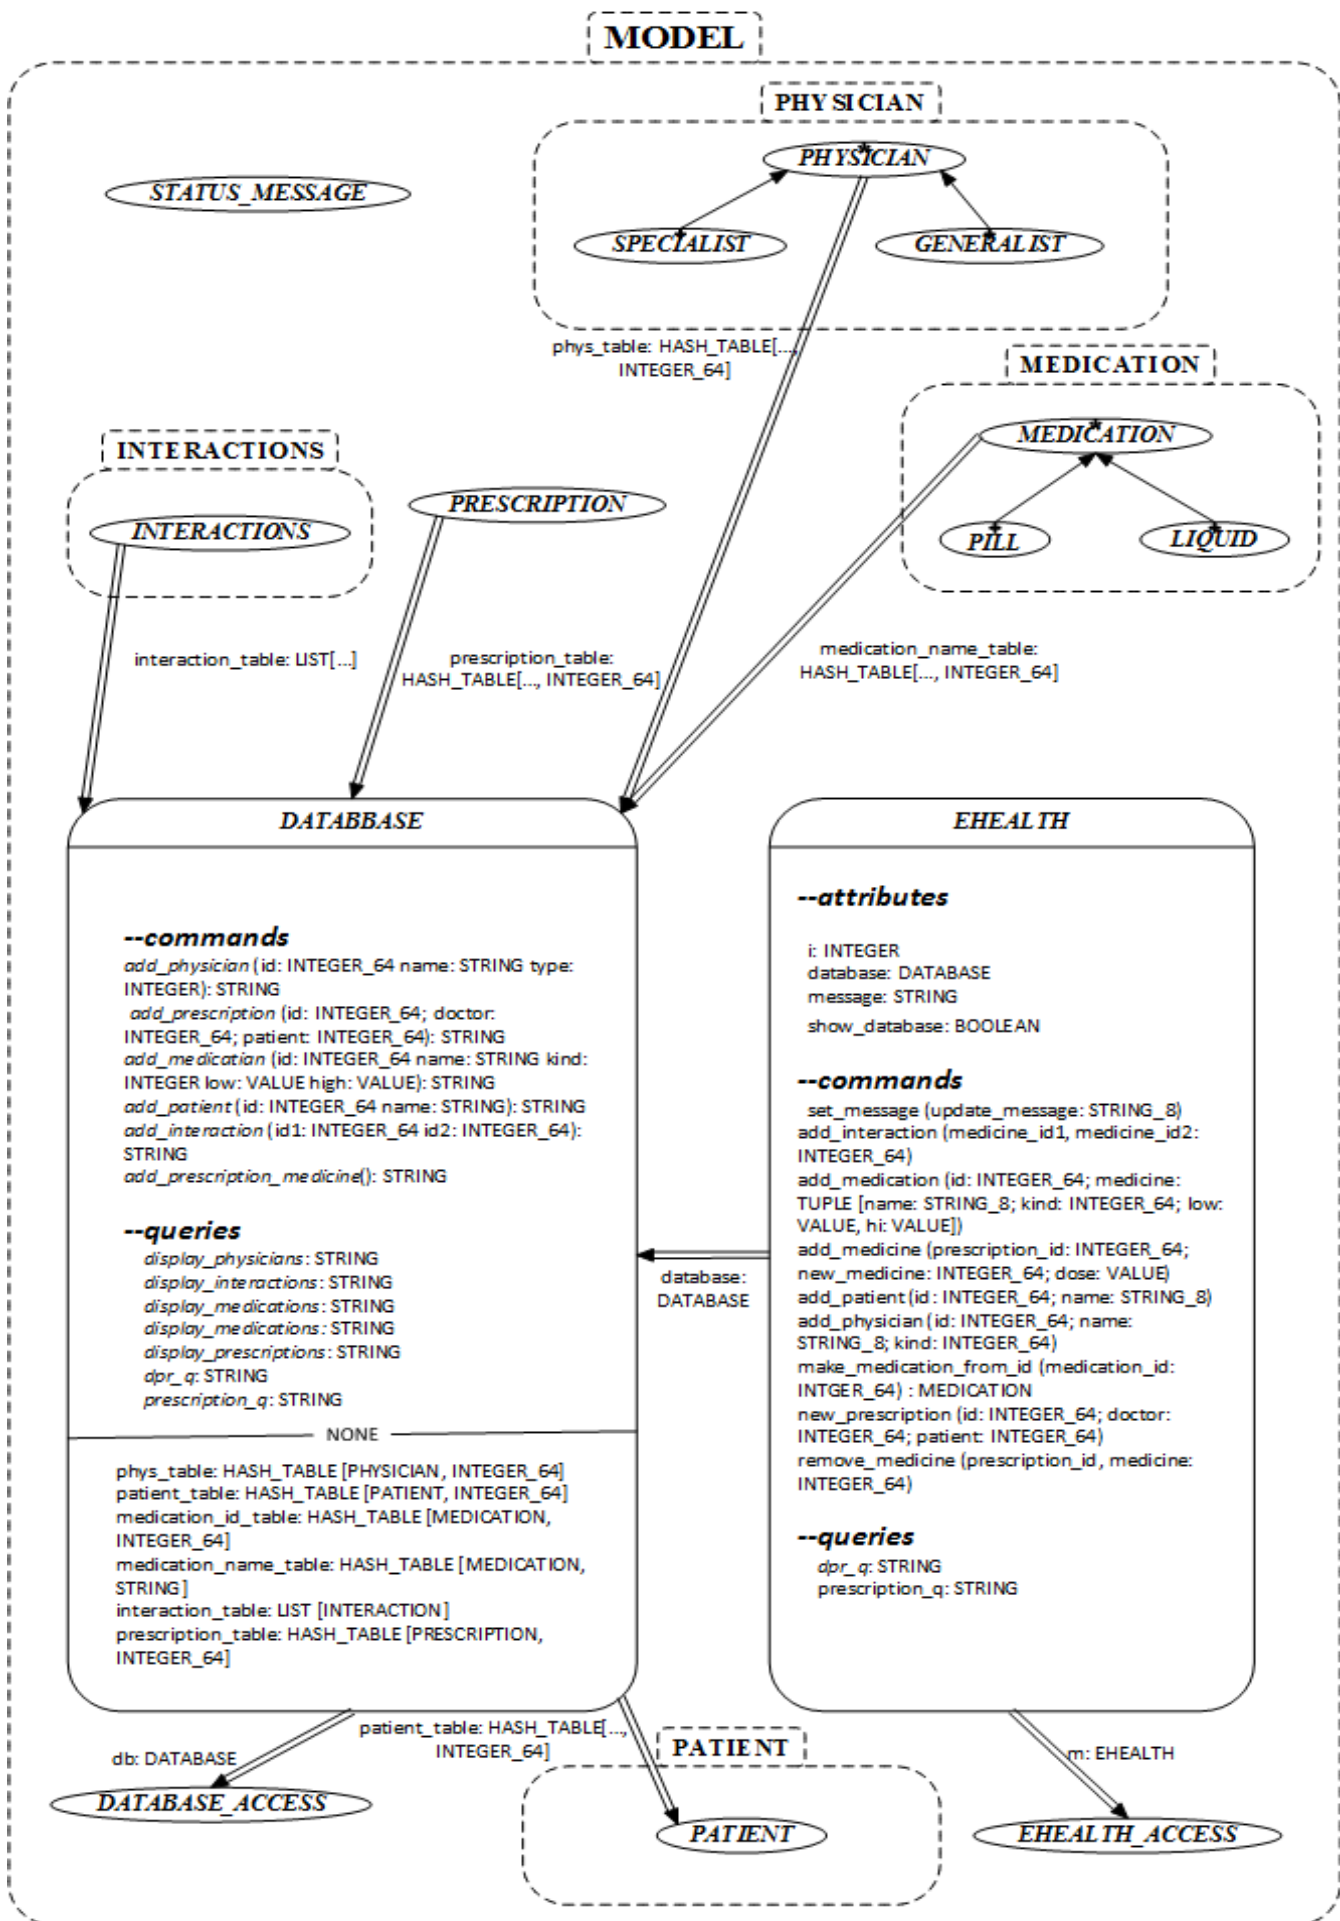 MODEL
PHYSICIAN
*
PHYSICIAN
STATUS_MESSAGE
+
SPECIALIST
+
GENERALIST
phys_table: HASH_TABLE[...,
INTEGER_64]
MEDICATION
*
MEDICATION
INTERACTIONS
PRESCRIPTION
INTERACTIONS
+
PILL
+
LIQUID
interaction_table: LIST[...]
prescription_table:
HASH_TABLE[..., INTEGER_64]
medication_name_table:
HASH_TABLE[..., INTEGER_64]
DATABBASE
--commands
add_physician (id: INTEGER_64 name: STRING type:
INTEGER): STRING
add_prescription (id: INTEGER_64; doctor:
INTEGER_64; patient: INTEGER_64): STRING
add_medicatian (id: INTEGER_64 name: STRING kind:
INTEGER low: VALUE high: VALUE): STRING
add_patient (id: INTEGER_64 name: STRING): STRING
add_interaction (id1: INTEGER_64 id2: INTEGER_64):
STRING
add_prescription_medicine(): STRING
--queries
display_physicians: STRING
display_interactions: STRING
display_medications: STRING
display_medications: STRING
display_prescriptions: STRING
dpr_q: STRING
prescription_q: STRING
NONE
phys_table: HASH_TABLE [PHYSICIAN, INTEGER_64]
patient_table: HASH_TABLE [PATIENT, INTEGER_64]
medication_id_table: HASH_TABLE [MEDICATION,
INTEGER_64]
medication_name_table: HASH_TABLE [MEDICATION,
STRING]
interaction_table: LIST [INTERACTION]
prescription_table: HASH_TABLE [PRESCRIPTION,
INTEGER_64]
database:
DATABASE
EHEALTH
--attributes
i: INTEGER
database: DATABASE
message: STRING
show_database: BOOLEAN
--commands
set_message (update_message: STRING_8)
add_interaction (medicine_id1, medicine_id2:
INTEGER_64)
add_medication (id: INTEGER_64; medicine:
TUPLE [name: STRING_8; kind: INTEGER_64; low:
VALUE, hi: VALUE])
add_medicine (prescription_id: INTEGER_64;
new_medicine: INTEGER_64; dose: VALUE)
add_patient (id: INTEGER_64; name: STRING_8)
add_physician (id: INTEGER_64; name:
STRING_8; kind: INTEGER_64)
make_medication_from_id (medication_id:
INTGER_64) : MEDICATION
new_prescription (id: INTEGER_64; doctor:
INTEGER_64; patient: INTEGER_64)
remove_medicine (prescription_id, medicine:
INTEGER_64)
--queries
dpr_q: STRING
prescription_q: STRING
db: DATABASE
patient_table: HASH_TABLE[...,
INTEGER_64]
PATIENT
m: EHEALTH
DATABASE_ACCESS
PATIENT
EHEALTH_ACCESS